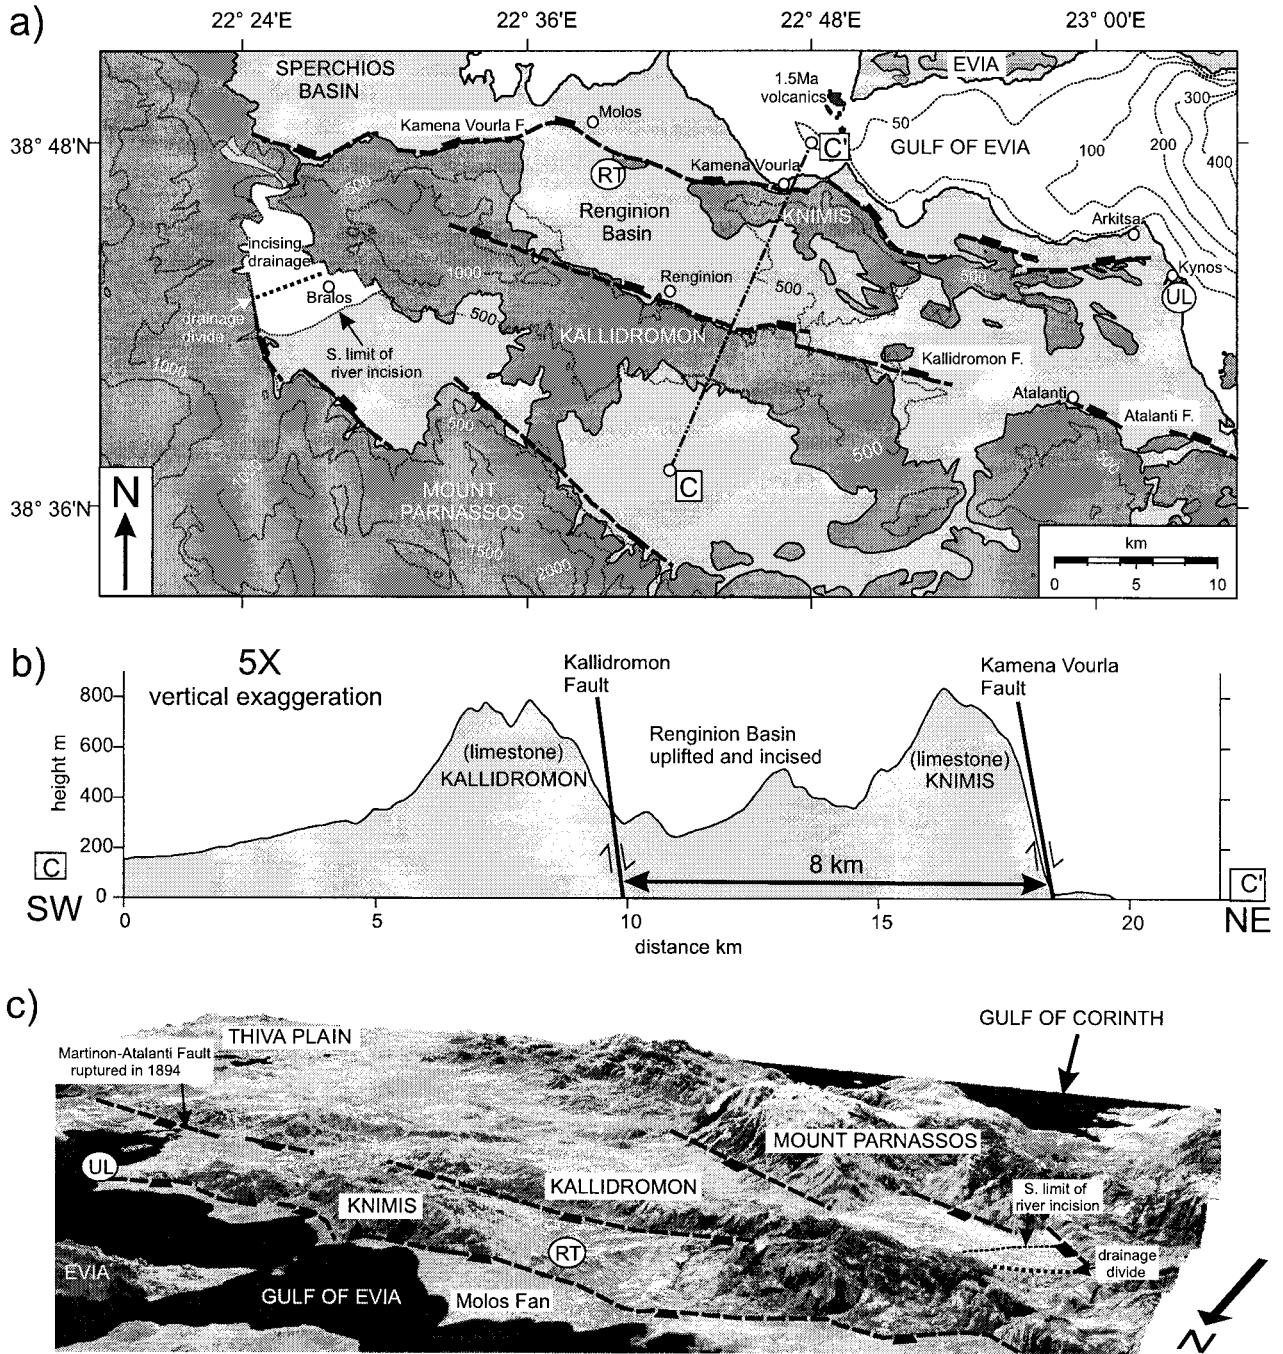 a)
22° 24'E
22° 36'E
22° 48'E
23° 00'E
38° 48'N
38° 36'N
SPERCHIOS
BASIN
Kamena Vourla F.
Molos
RT
Renginion
Basin
1.5Ma
volcanics
EVIA
C'
GULF OF EVIA
50
100
200
300
400
Kamena Vourla
KNIMIS
Arkitsa
Kynos
UL
500
incising
drainage
Bralos
drainage
divide
S. limit of
river incision
1000
500
Renginion
500
500
KALLIDROMON
Kallidromon F.
Atalanti
Atalanti F.
1000
500
500
500
1000
MOUNT
PARNASSOS
1500
2000
C
N
km
0
5
10
b)
5X
vertical exaggeration
Kallidromon
Fault
Kamena Vourla
Fault
Renginion Basin
uplifted and incised
(limestone)
KALLIDROMON
(limestone)
KNIMIS
height m
800
600
400
200
0
8 km
C
SW
C'
NE
0
5
10
15
20
distance km
c)
THIVA PLAIN
GULF OF CORINTH
Martinon-Atalanti Fault
ruptured in 1894
MOUNT PARNASSOS
UL
KALLIDROMON
KNIMIS
S. limit of
river incision
RT
drainage
divide
EVIA
GULF OF EVIA
Molos Fan
N